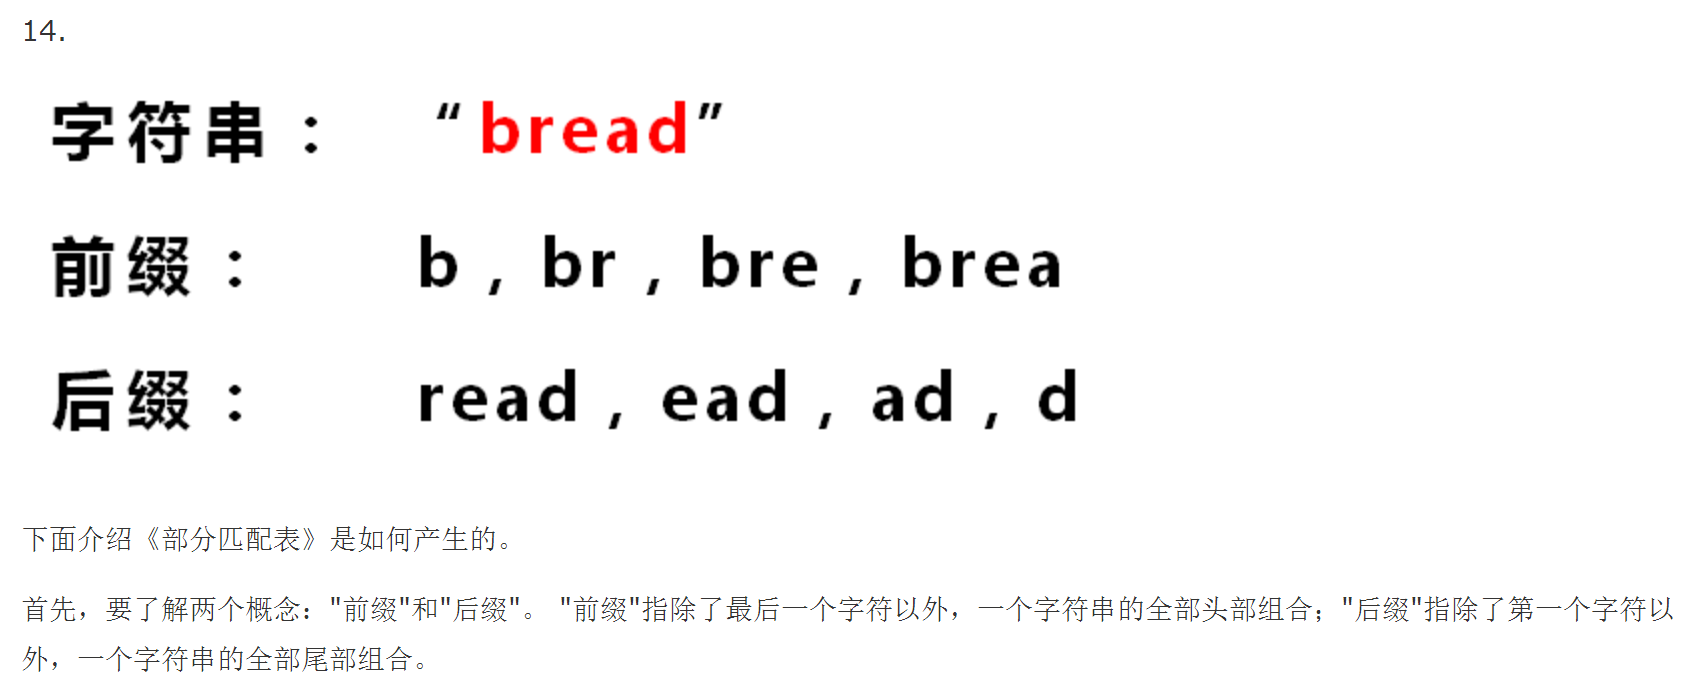 14.
字符串： “bread”
前缀： b , br , bre , brea
后缀： read , ead , ad , d
下面介绍《部分匹配表》是如何产生的。
首先，要了解两个概念："前缀"和"后缀"。 "前缀"指除了最后一个字符以外，一个字符串的全部头部组合；"后缀"指除了第一个字符以
外，一个字符串的全部尾部组合。